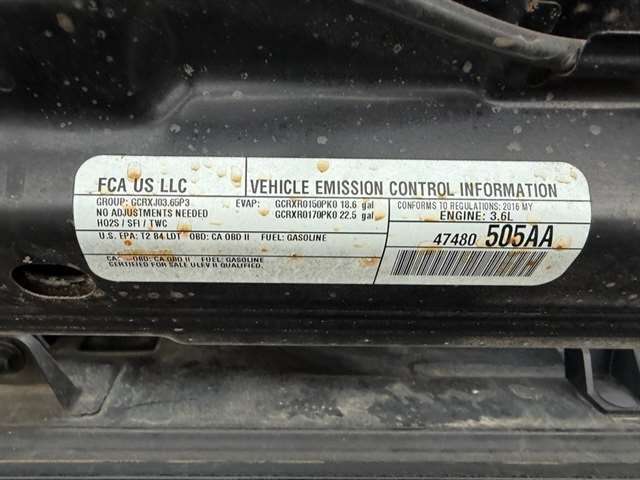 FCA US LLC
VEHICLE EMISSION CONTROL INFORMATION
GROUP: GCRXJ03.65P3
EVAP: GCRXR0150PK0 18.6 gal
CONFORMS TO REGULATIONS: 2016 MY
NO ADJUSTMENTS NEEDED
GCRXR0170PK0 22.5 gal
ENGINE: 3.6L
HO2S / SFI / TWC
U.S. EPA: T2 B4 LDT OBD: CA OBD II FUEL: GASOLINE
47480 505AA
CA: OBD: CA OBD II FUEL: GASOLINE
CERTIFIED FOR SALE ULEV II QUALIFIED.